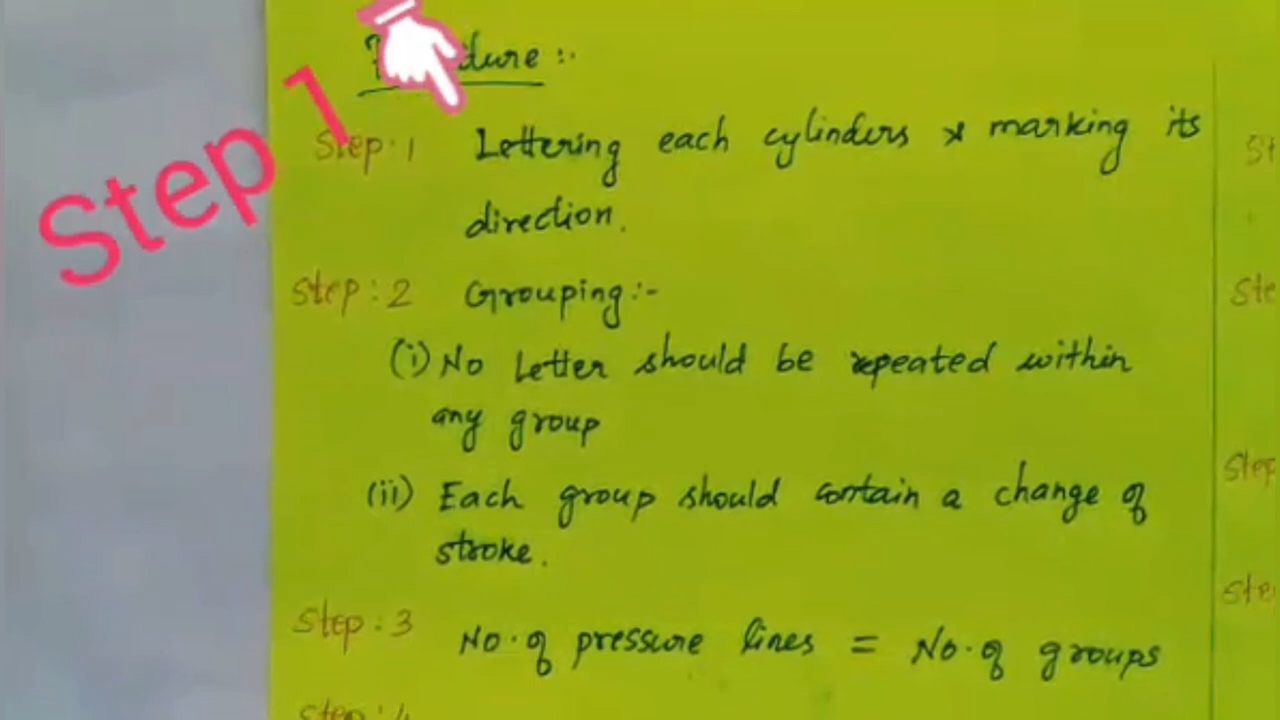 Step 1
Step:1 Lettering each cylinders & marking its
direction.
Step:2 Grouping:-
(i) No letter should be repeated within
any group
(ii) Each group should contain a change of
stroke.
Step:3 No. of pressure lines = No. of groups
Step:4